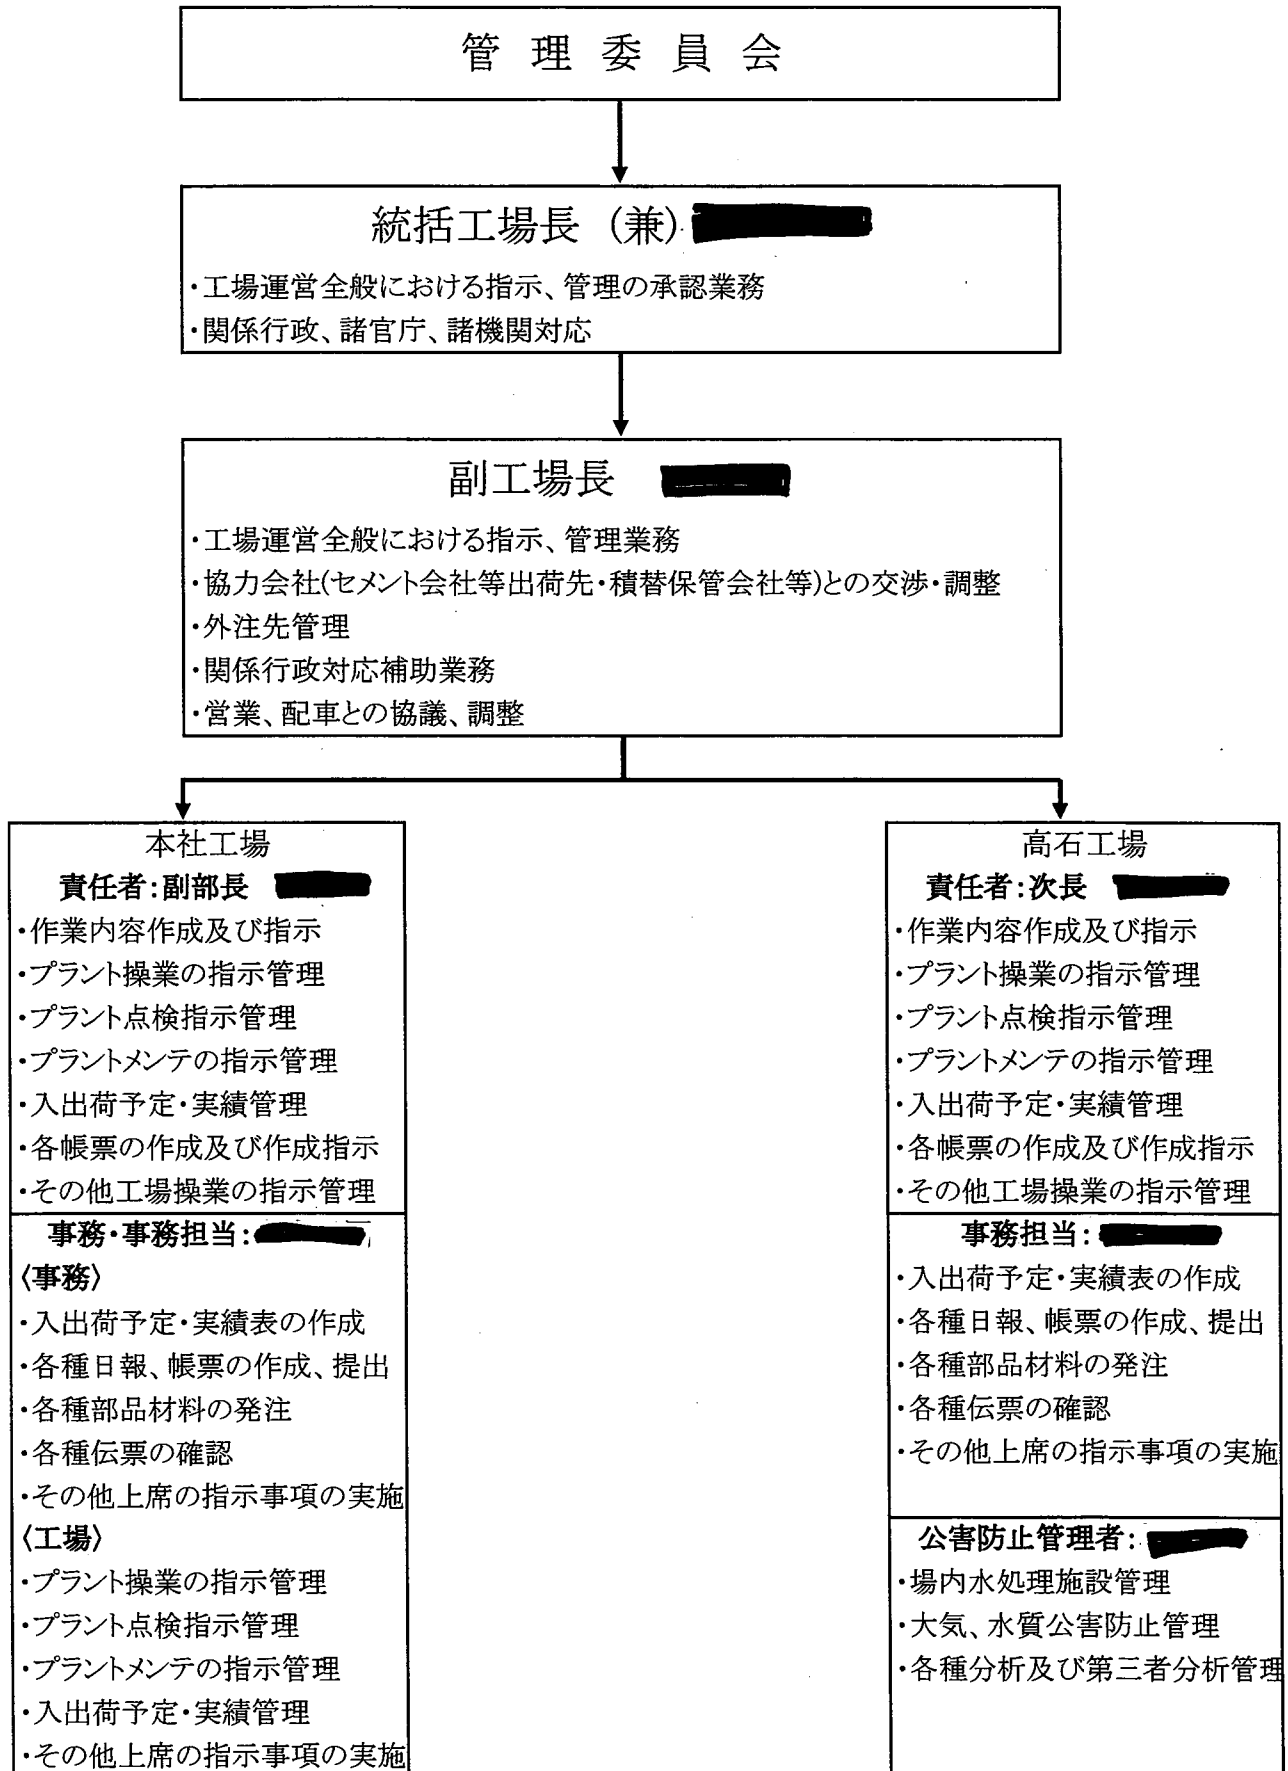 管理委員会
統括工場長 (兼)
・工場運営全般における指示、管理の承認業務
・関係行政、諸官庁、諸機関対応
副工場長
・工場運営全般における指示、管理業務
・協力会社(セメント会社等出荷先・積替保管会社等)との交渉・調整
・外注先管理
・関係行政対応補助業務
・営業、配車との協議、調整
本社工場
責任者：副部長
・作業内容作成及び指示
・プラント操業の指示管理
・プラント点検指示管理
・プラントメンテの指示管理
・入出荷予定・実績管理
・各帳票の作成及び作成指示
・その他工場操業の指示管理
事務・事務担当：
〈事務〉
・入出荷予定・実績表の作成
・各種日報、帳票の作成、提出
・各種部品材料の発注
・各種伝票の確認
・その他上席の指示事項の実施
〈工場〉
・プラント操業の指示管理
・プラント点検指示管理
・プラントメンテの指示管理
・入出荷予定・実績管理
・その他上席の指示事項の実施
高石工場
責任者：次長
・作業内容作成及び指示
・プラント操業の指示管理
・プラント点検指示管理
・プラントメンテの指示管理
・入出荷予定・実績管理
・各帳票の作成及び作成指示
・その他工場操業の指示管理
事務担当：
・入出荷予定・実績表の作成
・各種日報、帳票の作成、提出
・各種部品材料の発注
・各種伝票の確認
・その他上席の指示事項の実施
公害防止管理者：
・場内水処理施設管理
・大気、水質公害防止管理
・各種分析及び第三者分析管理